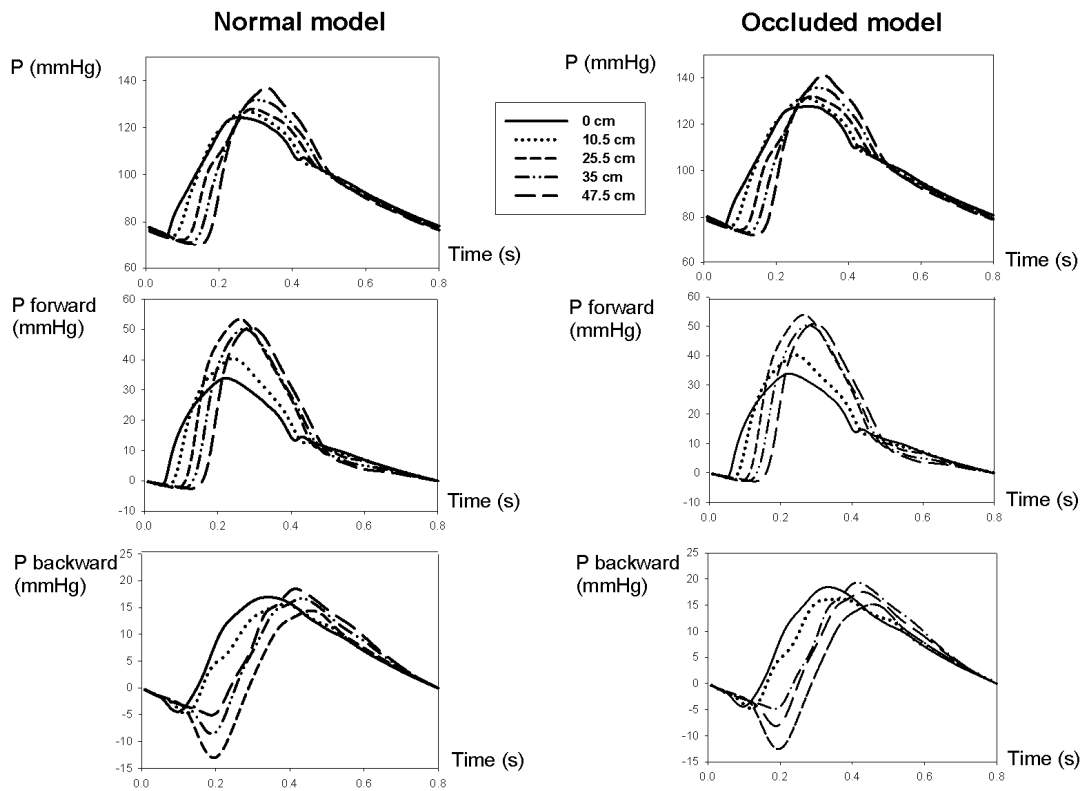 Normal model
Occluded model
P (mmHg)
140
120
100
80
60
0.0 0.2 0.4 0.6 0.8
Time (s)
0 cm
10.5 cm
25.5 cm
35 cm
47.5 cm
P (mmHg)
140
120
100
80
60
0.0 0.2 0.4 0.6 0.8
Time (s)
P forward
(mmHg)
60
50
40
30
20
10
0
-10
0.0 0.2 0.4 0.6 0.8
Time (s)
P forward
(mmHg)
60
50
40
30
20
10
0
-10
0.0 0.2 0.4 0.6 0.8
Time (s)
P backward
(mmHg)
25
20
15
10
5
0
-5
-10
-15
0.0 0.2 0.4 0.6 0.8
Time (s)
P backward
(mmHg)
25
20
15
10
5
0
-5
-10
-15
0.0 0.2 0.4 0.6 0.8
Time (s)